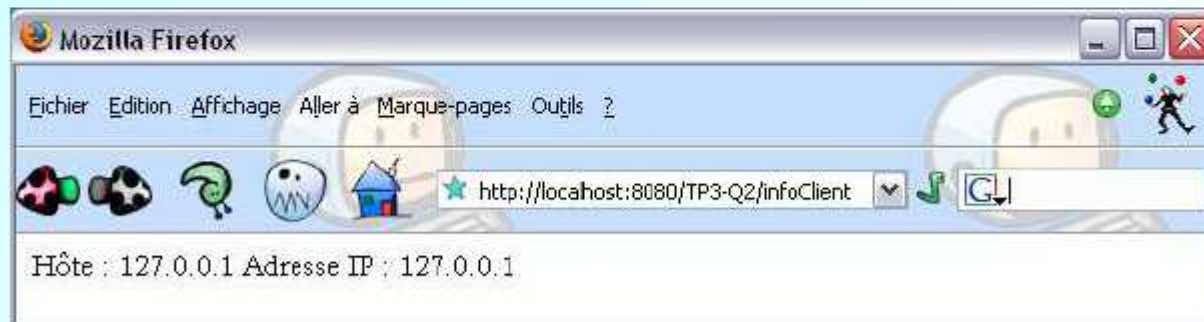 Mozilla Firefox
Fichier Edition Affichage Aller à Marque-pages Outils ?
http://locahost:8080/TP3-Q2/infoClient G
Hôte : 127.0.0.1 Adresse IP : 127.0.0.1